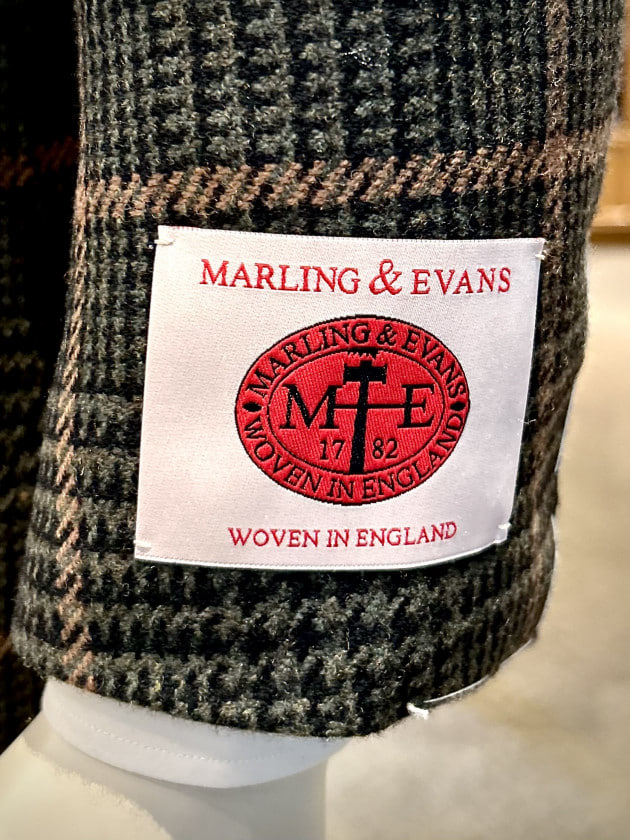 MARLING & EVANS
MARLING & EVANS
M E
17 82
WOVEN IN ENGLAND
WOVEN IN ENGLAND